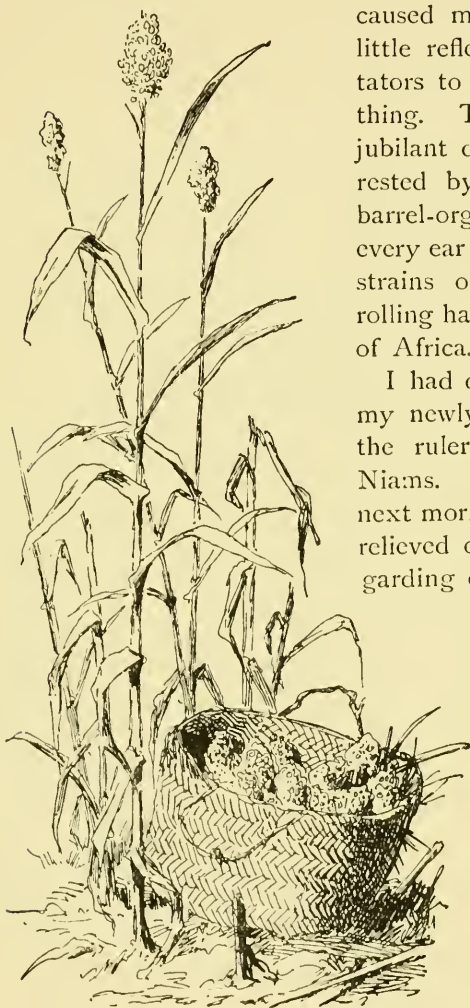 caused m
little refle
tators to
thing. T
jubilant c
rested by
barrel-org
every ear
strains o
rolling ha
of Africa.
I had c
my newly
the ruler
Niams.
next mor
relieved c
garding c